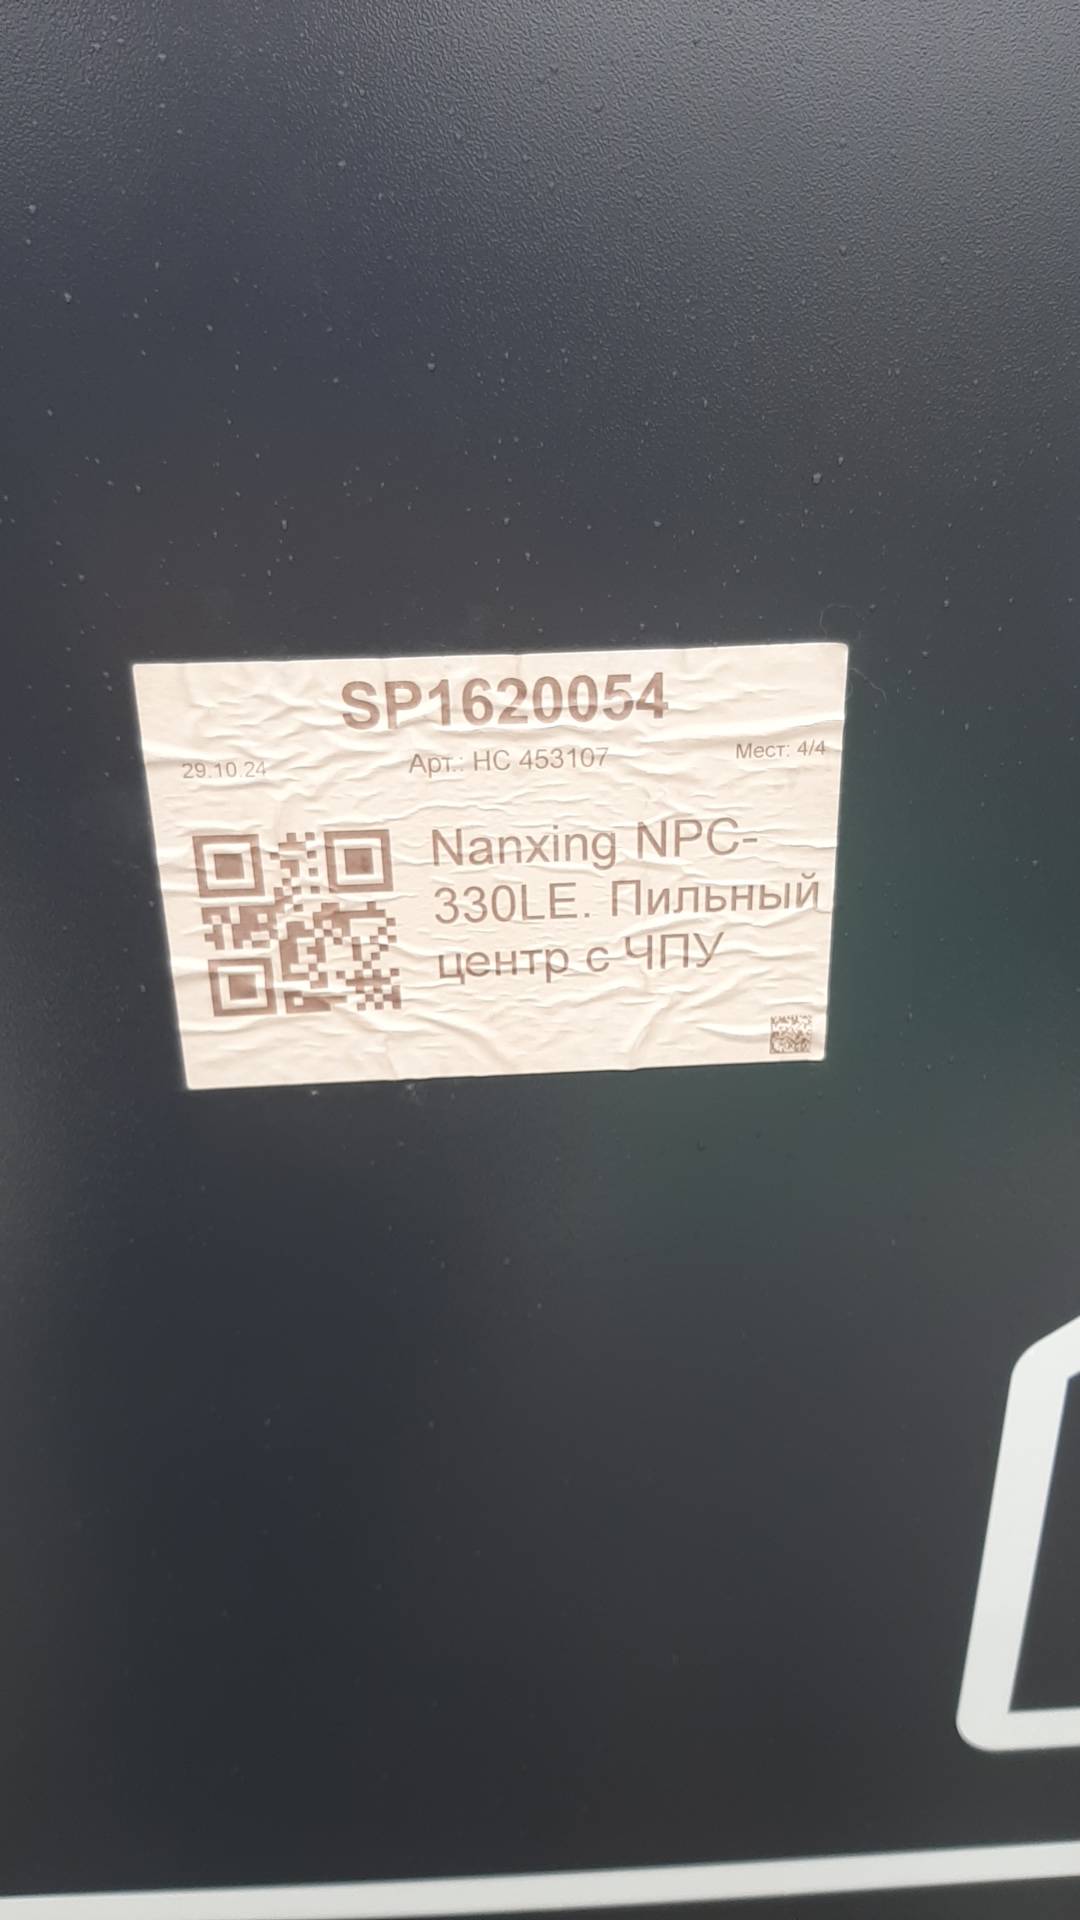 SP1620054
29.10.24 Арт.: НС 453107 Мест: 4/4
Nanxing NPC-
330LE. Пильный
центр с ЧПУ